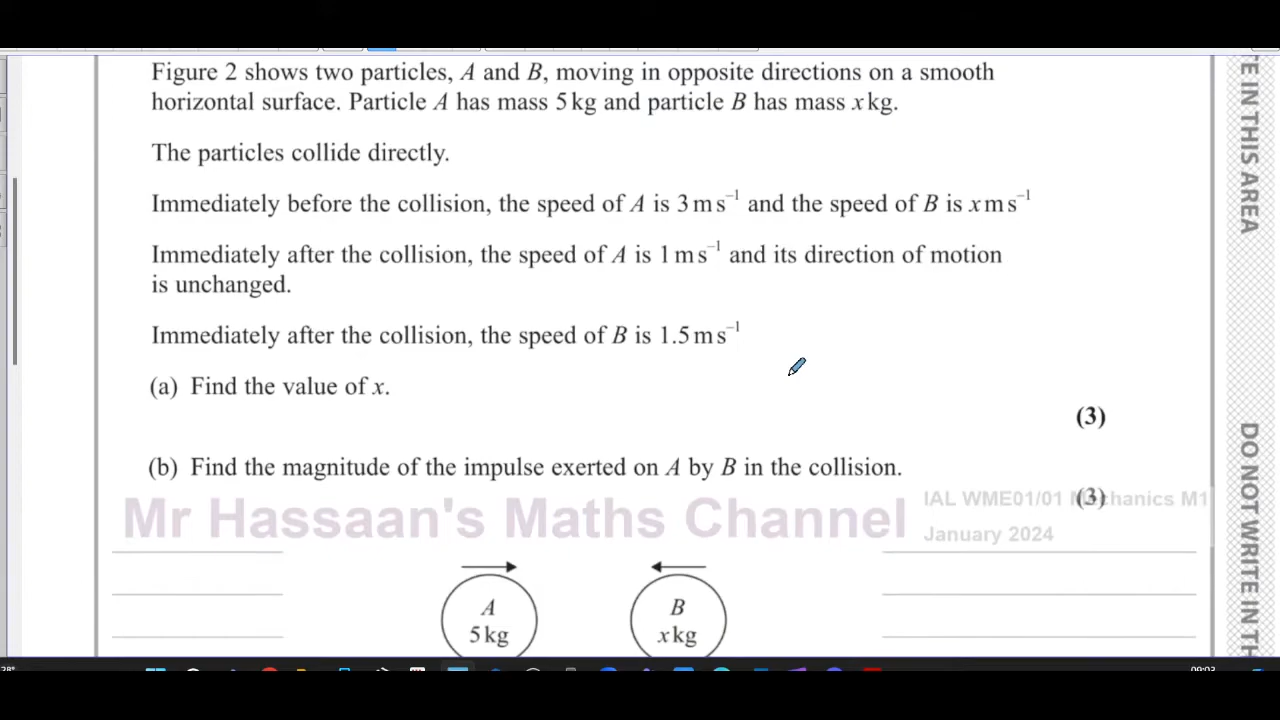 Figure 2 shows two particles, A and B, moving in opposite directions on a smooth
horizontal surface. Particle A has mass 5 kg and particle B has mass x kg.
The particles collide directly.
Immediately before the collision, the speed of A is 3 m s⁻¹ and the speed of B is x m s⁻¹
Immediately after the collision, the speed of A is 1 m s⁻¹ and its direction of motion
is unchanged.
Immediately after the collision, the speed of B is 1.5 m s⁻¹
(a) Find the value of x.
(3)
(b) Find the magnitude of the impulse exerted on A by B in the collision.
(3)
Mr Hassaan's Maths Channel
IAL WME01/01 Mechanics M1
January 2024
A
5 kg
B
x kg
TE IN THIS AREA
DO NOT WRITE IN TH